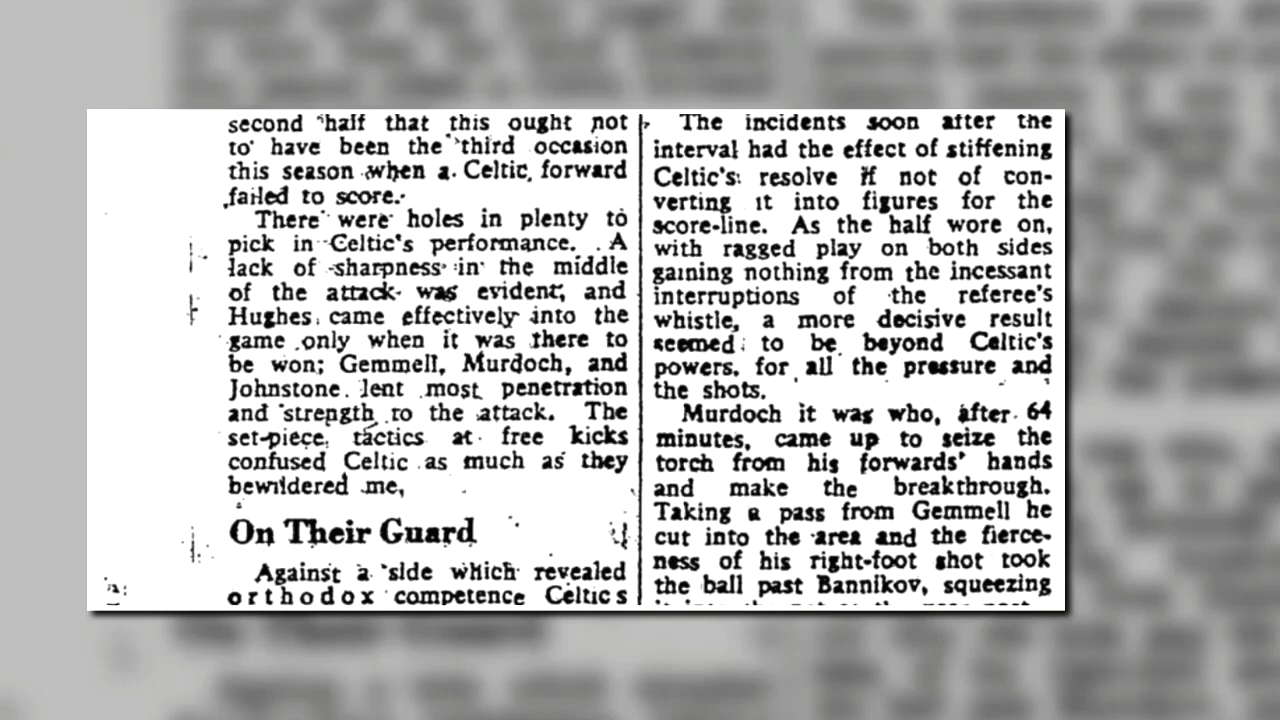 second half that this ought not
to have been the third occasion
this season when a Celtic forward
failed to score.
There were holes in plenty to
pick in Celtic's performance. A
lack of sharpness in the middle
of the attack was evident, and
Hughes came effectively into the
game only when it was there to
be won; Gemmell, Murdoch, and
Johnstone lent most penetration
and strength to the attack. The
set-piece tactics at free kicks
confused Celtic as much as they
bewildered me,
On Their Guard
Against a side which revealed
orthodox competence Celtic s
The incidents soon after the
interval had the effect of stiffening
Celtic's resolve if not of con-
verting it into figures for the
score-line. As the half wore on,
with ragged play on both sides
gaining nothing from the incessant
interruptions of the referee's
whistle, a more decisive result
seemed to be beyond Celtic's
powers, for all the pressure and
the shots.
Murdoch it was who, after 64
minutes, came up to seize the
torch from his forwards' hands
and make the breakthrough.
Taking a pass from Gemmell he
cut into the area and the fierce-
ness of his right-foot shot took
the ball past Bannikov, squeezing